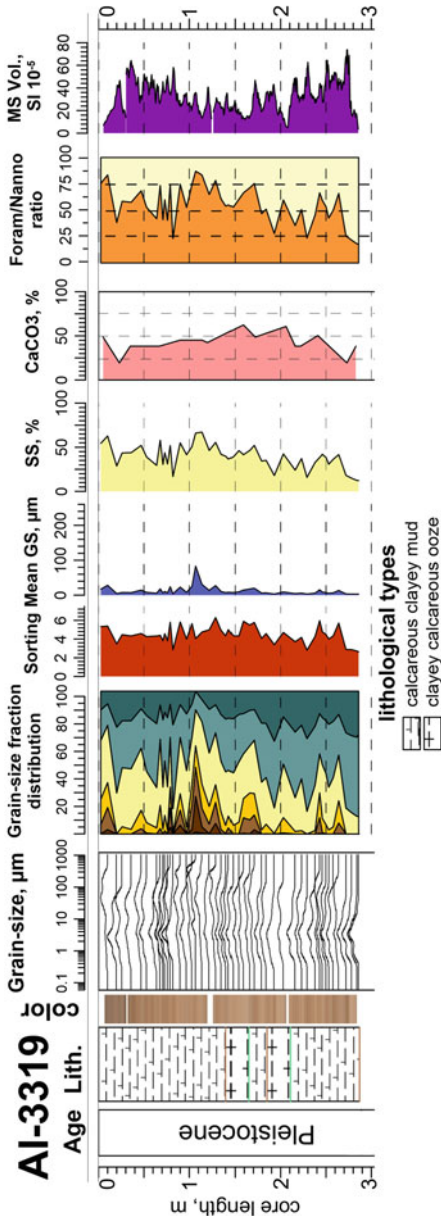 AI-3319
Age
Lith.
color
Grain-size, µm
0.1 1 10 100 1000
Grain-size fraction
distribution
0 20 40 60 80 100
Sorting
0 2 4 6
Mean GS, µm
0 100 200
SS, %
0 50 100
CaCO3, %
0 50 100
Foram/Nanno
ratio
0 25 50 75 100
MS Vol.,
SI 10⁻⁵
0 20 40 60 80
Pleistocene
0 1 2 3
core length, m
0 1 2 3
lithological types
calcareous clayey mud
clayey calcareous ooze